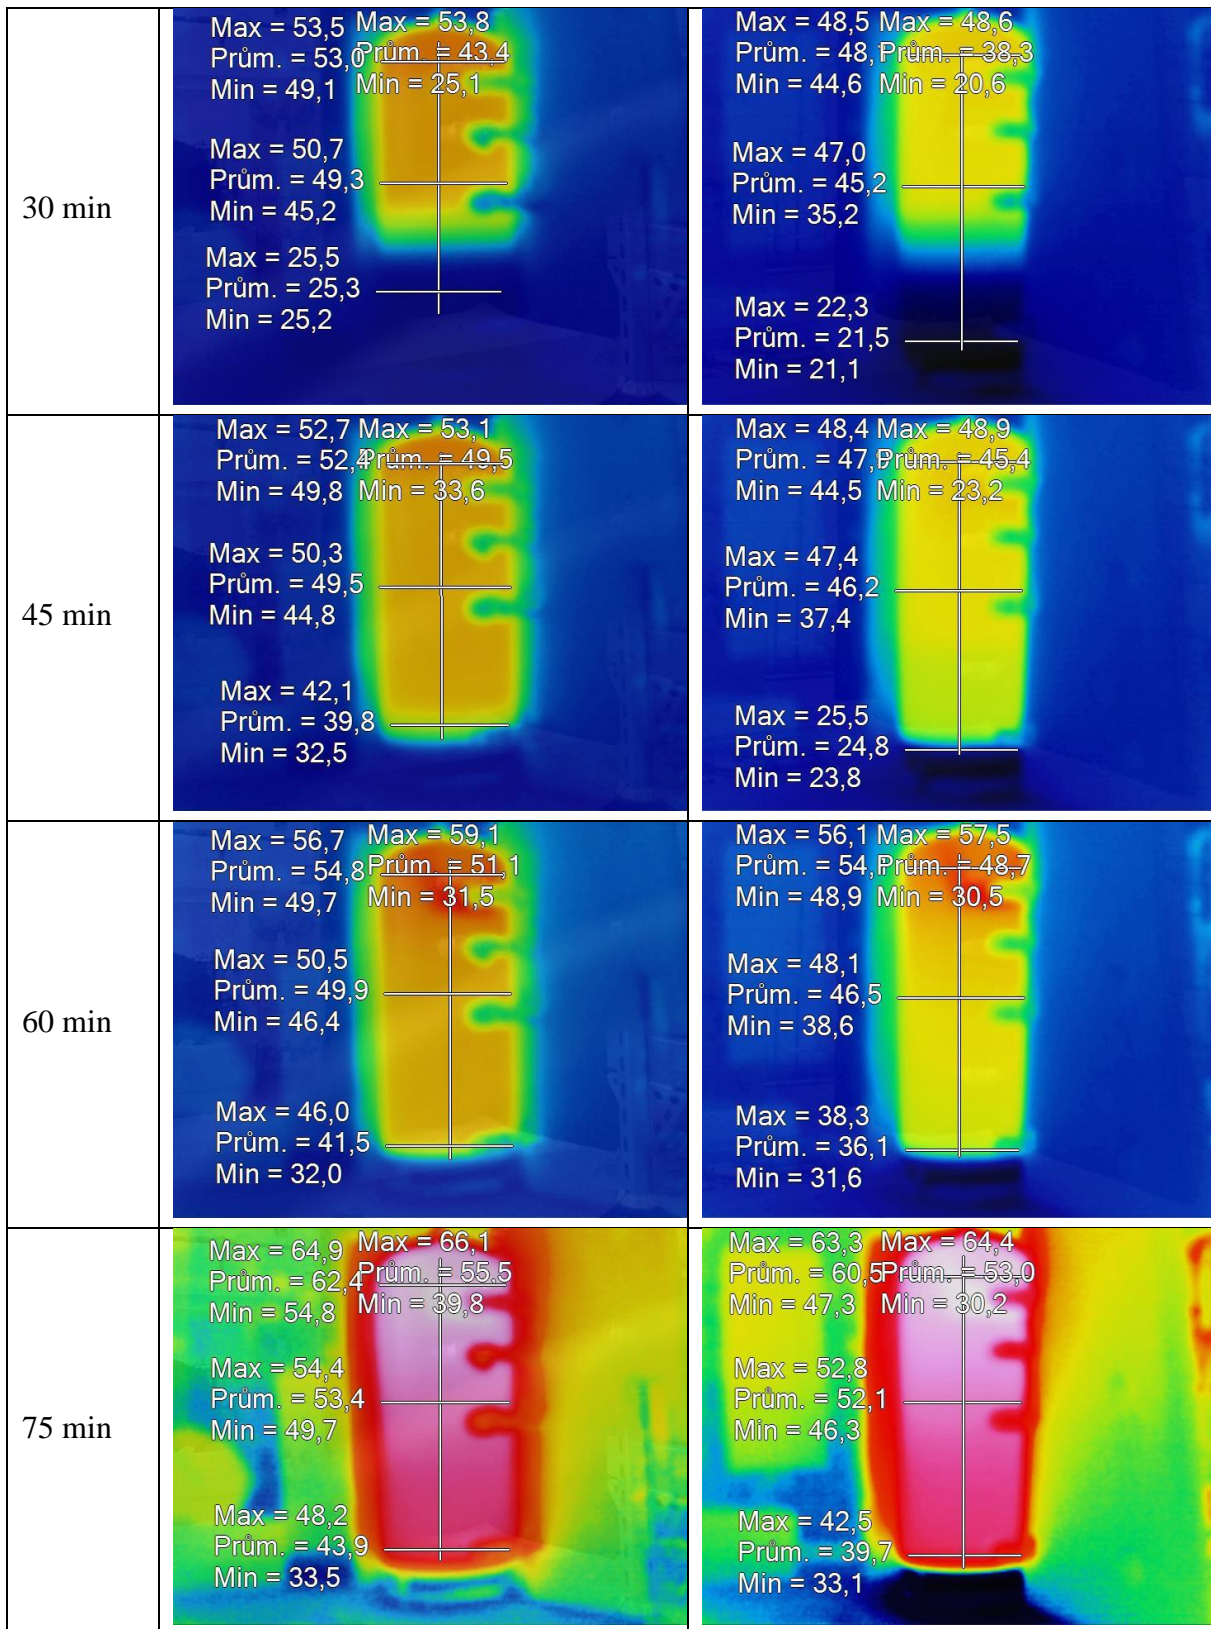 30 min
Max = 53,5 Max = 53,8
Prům. = 53,0 Prům. = 43,4
Min = 49,1 Min = 25,1
Max = 50,7
Prům. = 49,3
Min = 45,2
Max = 25,5
Prům. = 25,3
Min = 25,2
Max = 48,5 Max = 48,6
Prům. = 48, Prům. = 38,3
Min = 44,6 Min = 20,6
Max = 47,0
Prům. = 45,2
Min = 35,2
Max = 22,3
Prům. = 21,5
Min = 21,1
45 min
Max = 52,7 Max = 53,1
Prům. = 52,4 Prům. = 49,5
Min = 49,8 Min = 33,6
Max = 50,3
Prům. = 49,5
Min = 44,8
Max = 42,1
Prům. = 39,8
Min = 32,5
Max = 48,4 Max = 48,9
Prům. = 47,9 Prům. = 45,4
Min = 44,5 Min = 23,2
Max = 47,4
Prům. = 46,2
Min = 37,4
Max = 25,5
Prům. = 24,8
Min = 23,8
60 min
Max = 56,7 Max = 59,1
Prům. = 54,8 Prům. = 51,1
Min = 49,7 Min = 31,5
Max = 50,5
Prům. = 49,9
Min = 46,4
Max = 46,0
Prům. = 41,5
Min = 32,0
Max = 56,1 Max = 57,5
Prům. = 54, Prům. = 48,7
Min = 48,9 Min = 30,5
Max = 48,1
Prům. = 46,5
Min = 38,6
Max = 38,3
Prům. = 36,1
Min = 31,6
75 min
Max = 64,9 Max = 66,1
Prům. = 62,4 Prům. = 55,5
Min = 54,8 Min = 39,8
Max = 54,4
Prům. = 53,4
Min = 49,7
Max = 48,2
Prům. = 43,9
Min = 33,5
Max = 63,3 Max = 64,4
Prům. = 60,5 Prům. = 53,0
Min = 47,3 Min = 30,2
Max = 52,8
Prům. = 52,1
Min = 46,3
Max = 42,5
Prům. = 39,7
Min = 33,1